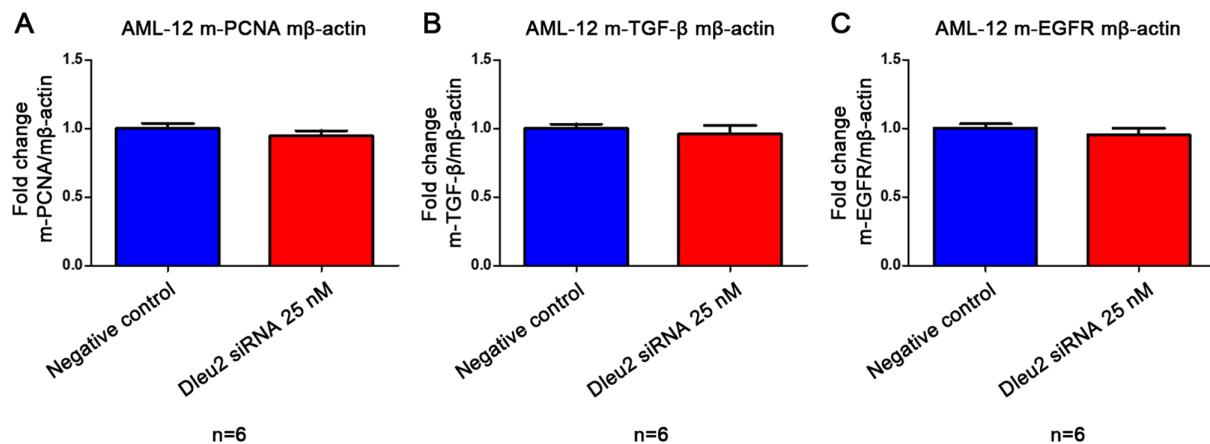 A
AML-12 m-PCNA mβ-actin
Fold change
m-PCNA/mβ-actin
1.5
1.0
0.5
0.0
Negative control
Dleu2 siRNA 25 nM
n=6
B
AML-12 m-TGF-β mβ-actin
Fold change
m-TGF-β/mβ-actin
1.5
1.0
0.5
0.0
Negative control
Dleu2 siRNA 25 nM
n=6
C
AML-12 m-EGFR mβ-actin
Fold change
m-EGFR/mβ-actin
1.5
1.0
0.5
0.0
Negative control
Dleu2 siRNA 25 nM
n=6